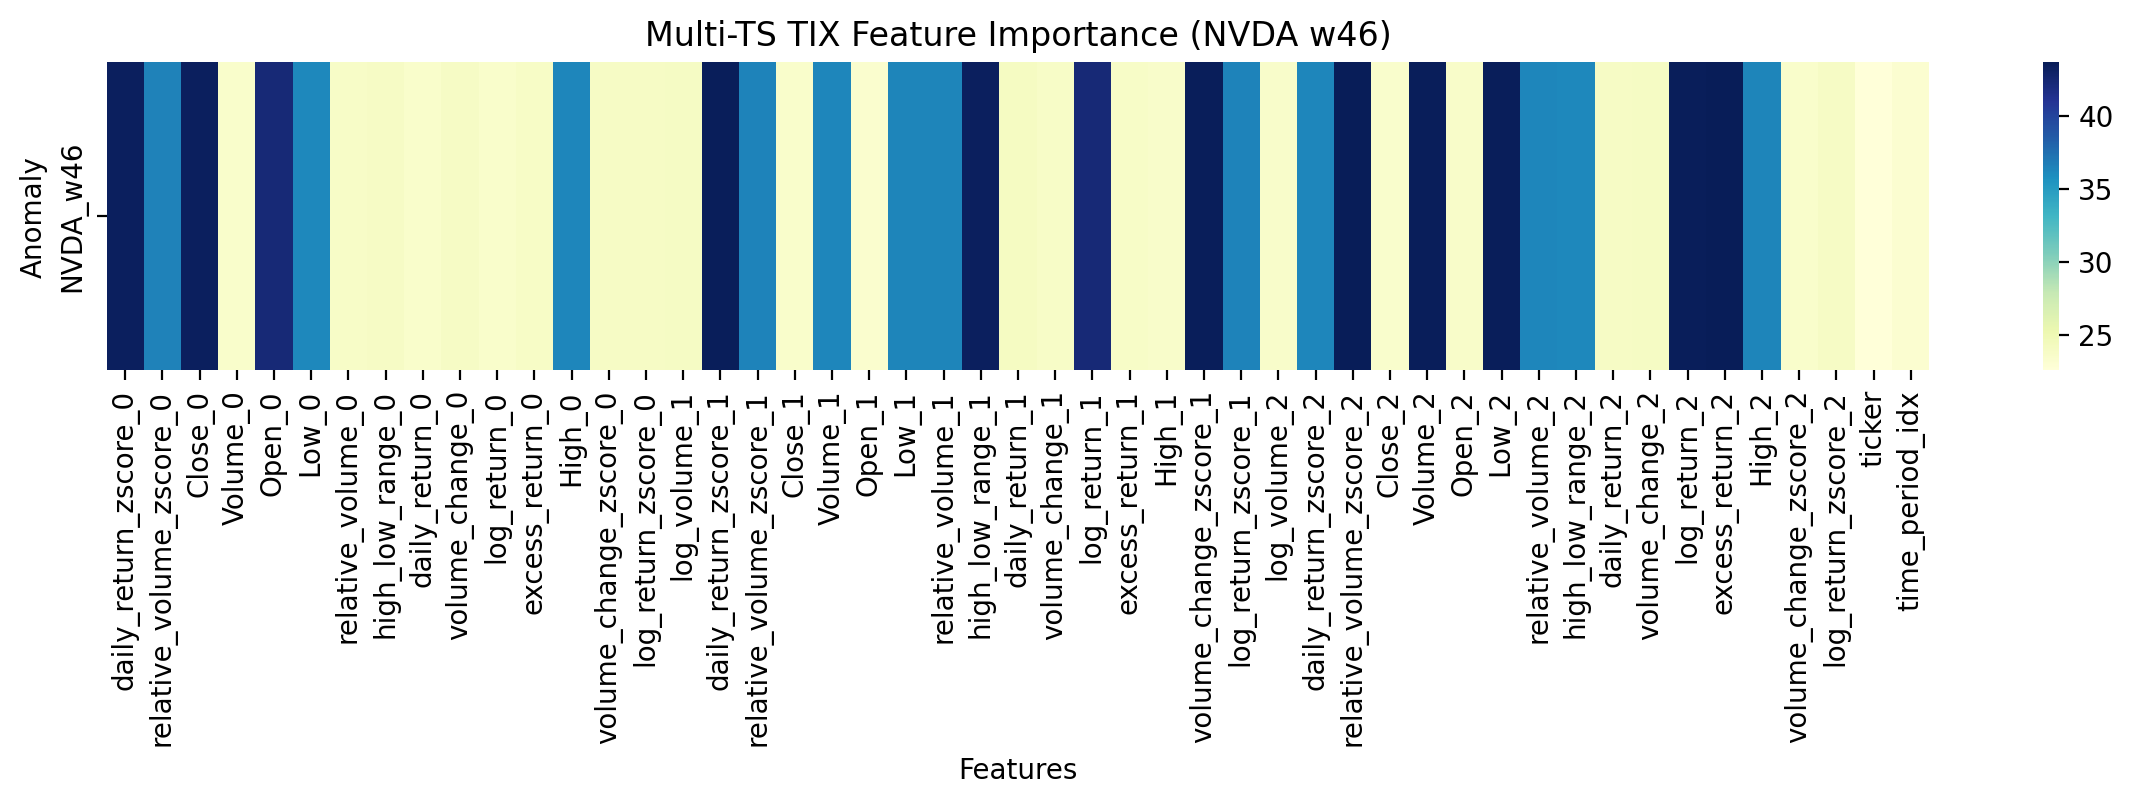 Multi-TS TIX Feature Importance (NVDA w46)
Anomaly
NVDA_w46
40
35
30
25
daily_return_zscore_0
relative_volume_zscore_0
Close_0
Volume_0
Open_0
Low_0
relative_volume_0
high_low_range_0
daily_return_0
volume_change_0
log_return_0
excess_return_0
High_0
volume_change_zscore_0
log_return_zscore_0
log_volume_1
daily_return_zscore_1
relative_volume_zscore_1
Close_1
Volume_1
Open_1
Low_1
relative_volume_1
high_low_range_1
daily_return_1
volume_change_1
log_return_1
excess_return_1
High_1
volume_change_zscore_1
log_return_zscore_1
log_volume_2
daily_return_zscore_2
relative_volume_zscore_2
Close_2
Volume_2
Open_2
Low_2
relative_volume_2
high_low_range_2
daily_return_2
volume_change_2
log_return_2
excess_return_2
High_2
volume_change_zscore_2
log_return_zscore_2
ticker
time_period_idx
Features